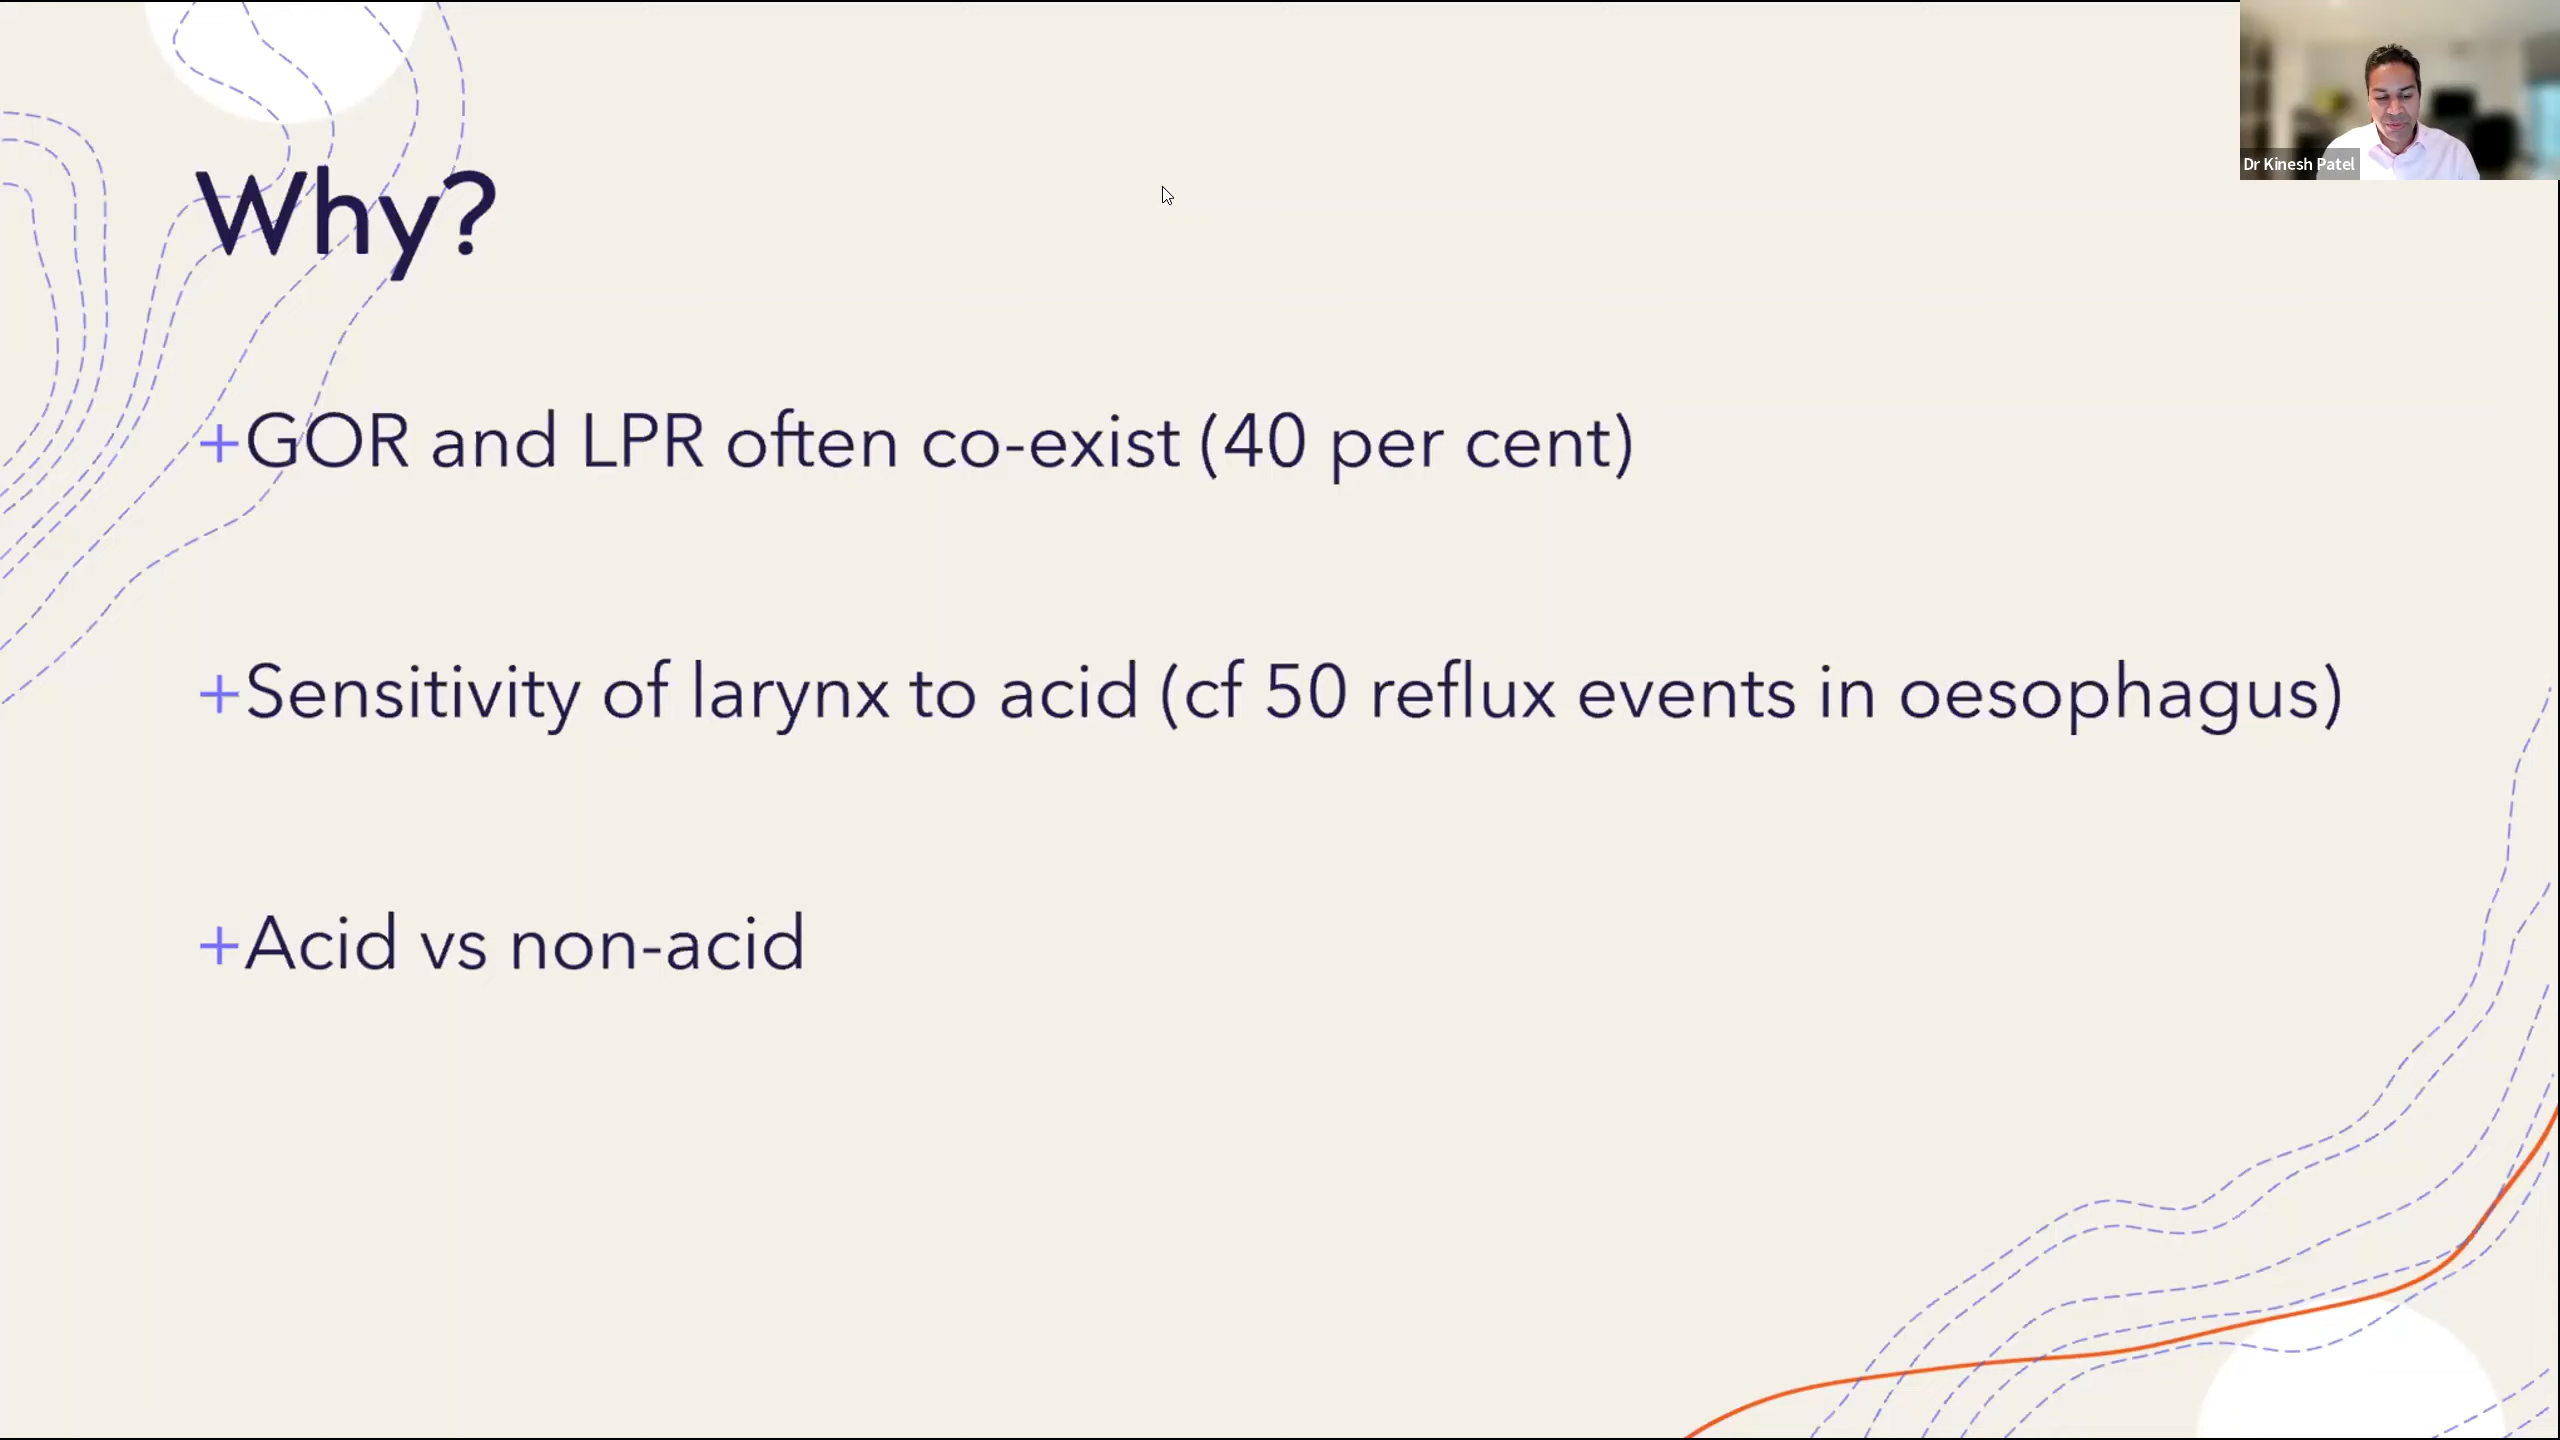 Dr Kinesh Patel
Why?
+GOR and LPR often co-exist (40 per cent)
+Sensitivity of larynx to acid (cf 50 reflux events in oesophagus)
+Acid vs non-acid